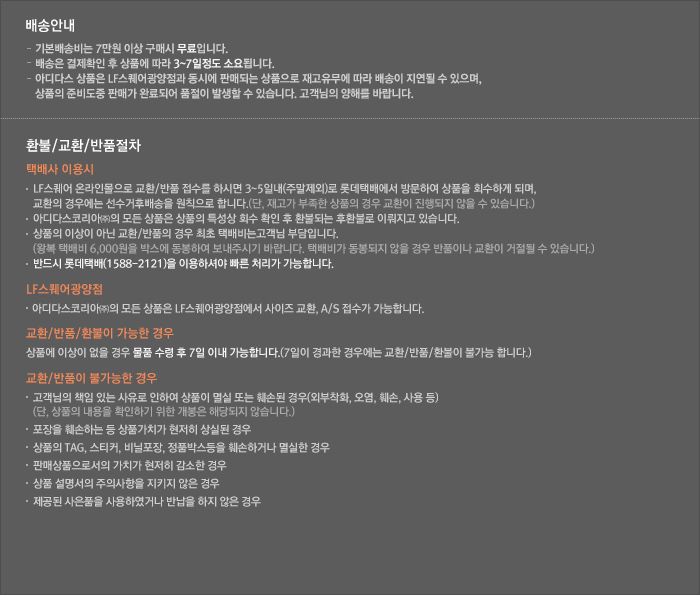 배송안내
- 기본배송비는 7만원 이상 구매시 무료입니다.
- 배송은 결제확인 후 상품에 따라 3~7일정도 소요됩니다.
- 아디다스 상품은 LF스퀘어광양점과 동시에 판매되는 상품으로 재고유무에 따라 배송이 지연될 수 있으며,
상품의 준비도중 판매가 완료되어 품절이 발생할 수 있습니다. 고객님의 양해를 바랍니다.
환불/교환/반품절차
택배사 이용시
· LF스퀘어 온라인몰으로 교환/반품 접수를 하시면 3~5일내(주말제외)로 롯데택배에서 방문하여 상품을 회수하게 되며,
교환의 경우에는 선수거후배송을 원칙으로 합니다.(단, 재고가 부족한 상품의 경우 교환이 진행되지 않을 수 있습니다.)
· 아디다스코리아㈜의 모든 상품은 상품의 특성상 회수 확인 후 환불되는 후환불로 이뤄지고 있습니다.
· 상품의 이상이 아닌 교환/반품의 경우 최초 택배비는고객님 부담입니다.
(왕복 택배비 6,000원을 박스에 동봉하여 보내주시기 바랍니다. 택배비가 동봉되지 않을 경우 반품이나 교환이 거절될 수 있습니다.)
· 반드시 롯데택배(1588-2121)을 이용하셔야 빠른 처리가 가능합니다.
LF스퀘어광양점
· 아디다스코리아㈜의 모든 상품은 LF스퀘어광양점에서 사이즈 교환, A/S 접수가 가능합니다.
교환/반품/환불이 가능한 경우
상품에 이상이 없을 경우 물품 수령 후 7일 이내 가능합니다.(7일이 경과한 경우에는 교환/반품/환불이 불가능 합니다.)
교환/반품이 불가능한 경우
· 고객님의 책임 있는 사유로 인하여 상품이 멸실 또는 훼손된 경우(외부착화, 오염, 훼손, 사용 등)
(단, 상품의 내용을 확인하기 위한 개봉은 해당되지 않습니다.)
· 포장을 훼손하는 등 상품가치가 현저히 상실된 경우
· 상품의 TAG, 스티커, 비닐포장, 정품박스등을 훼손하거나 멸실한 경우
· 판매상품으로서의 가치가 현저히 감소한 경우
· 상품 설명서의 주의사항을 지키지 않은 경우
· 제공된 사은품을 사용하였거나 반납을 하지 않은 경우